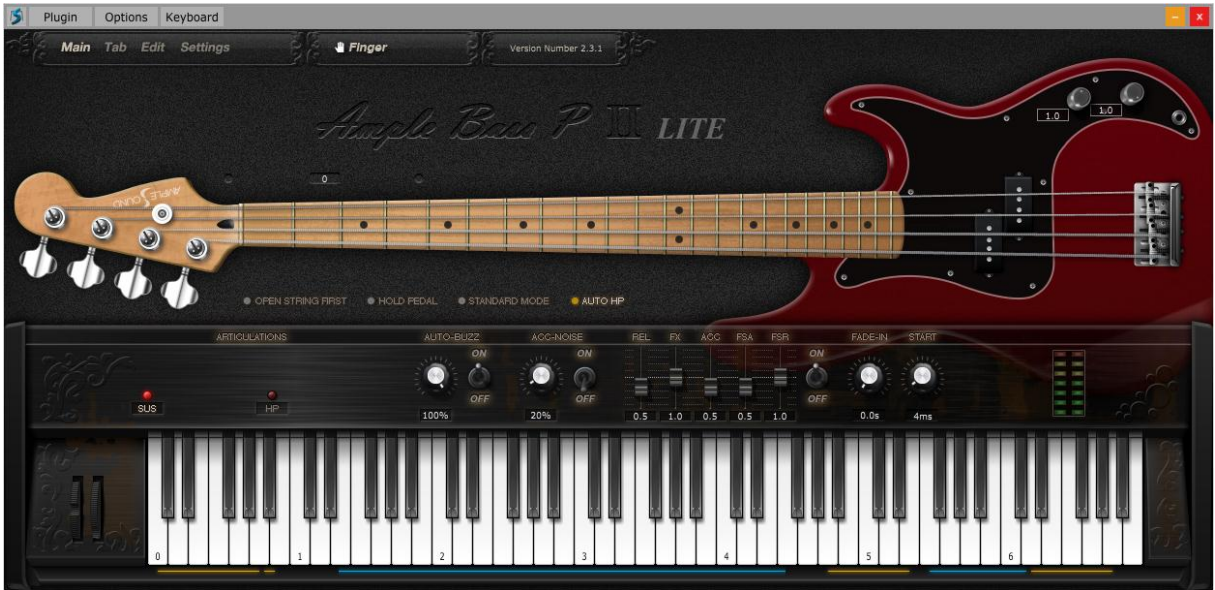 Plugin Options Keyboard
Main Tab Edit Settings
Finger
Version Number 2.3.1
Ample Bass P II LITE
1.0 1.0
0
AMPLE SOUND
OPEN STRING FIRST HOLD PEDAL STANDARD MODE AUTO HP
ARTICULATIONS AUTO-BUZZ ACC-NOISE REL FX ACC FSA FSR FADE-IN START
ON ON ON
OFF OFF OFF
SUS HP 100% 20% 0.5 1.0 0.5 0.5 1.0 0.0s 4ms
0 1 2 3 4 5 6